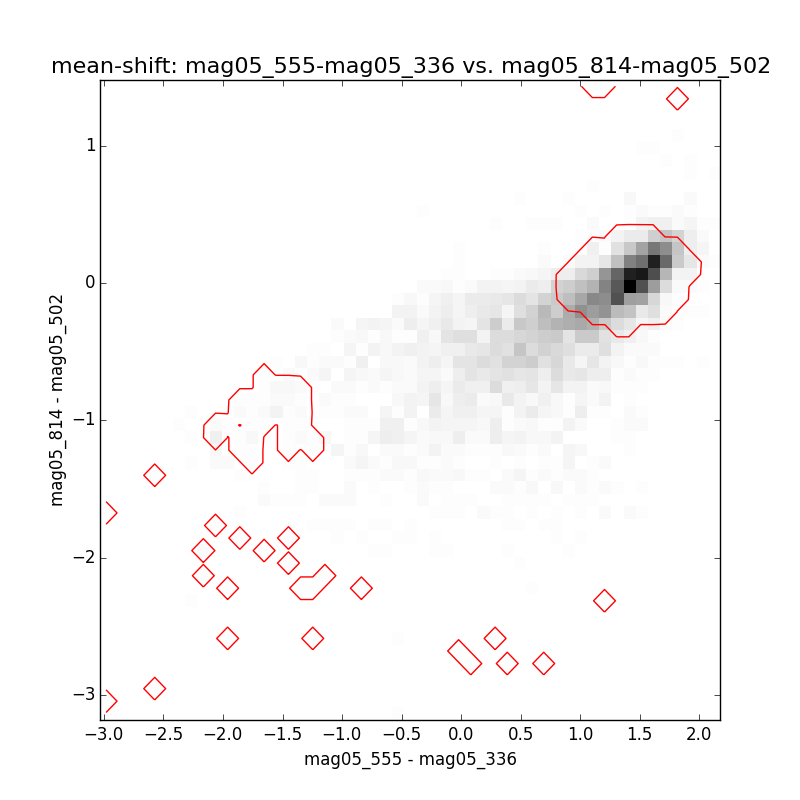 mean-shift: mag05_555-mag05_336 vs. mag05_814-mag05_502
1
0
−1
−2
−3
mag05_814 - mag05_502
−3.0 −2.5 −2.0 −1.5 −1.0 −0.5 0.0 0.5 1.0 1.5 2.0
mag05_555 - mag05_336